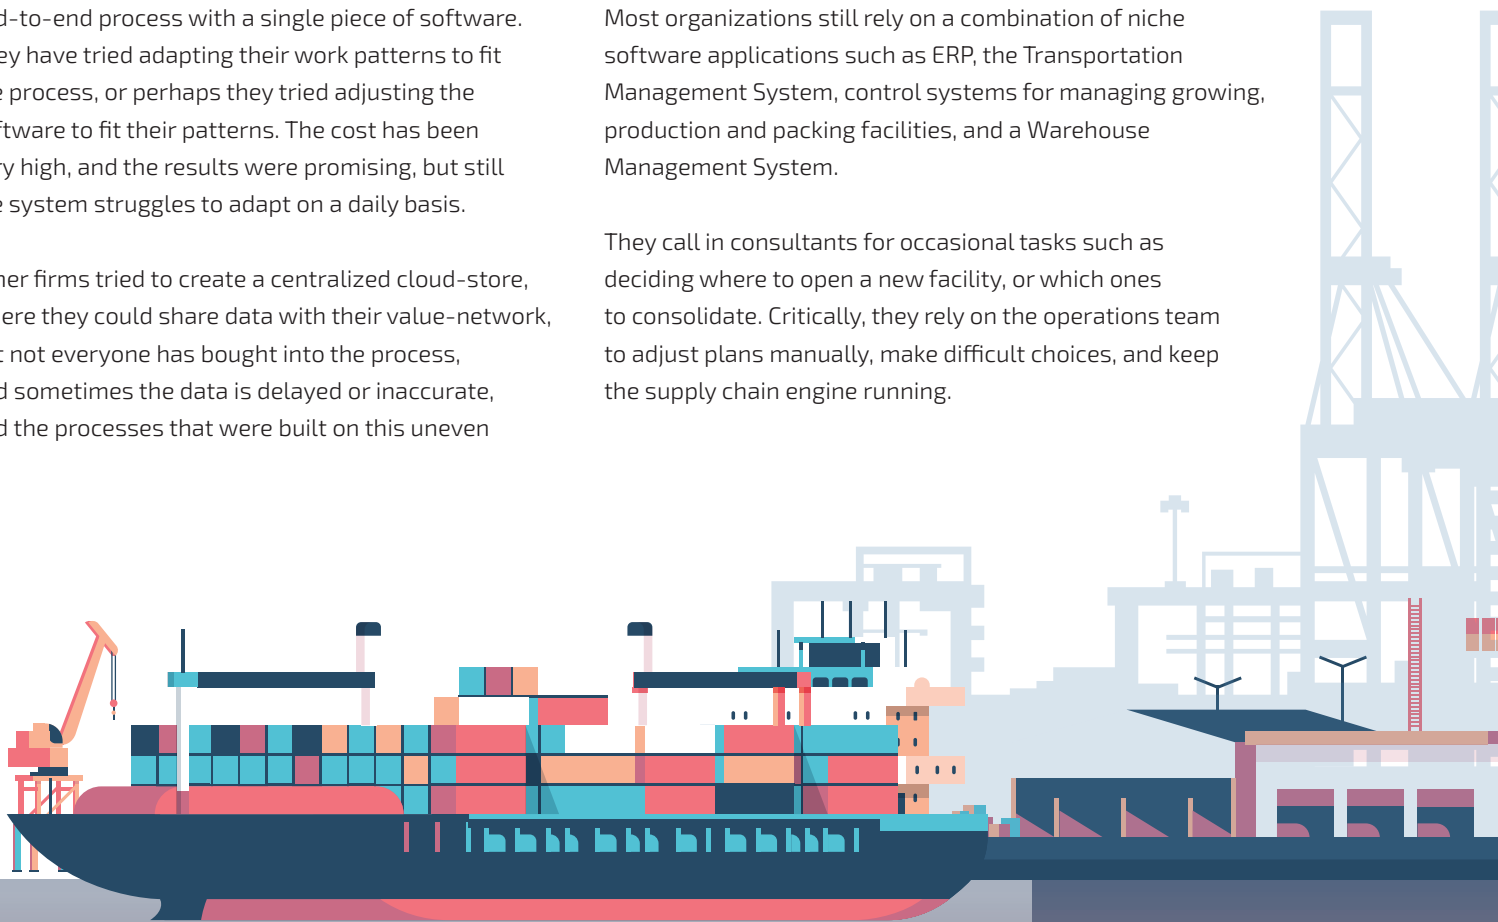 process with a single piece of software.
have tried adapting their work patterns to fit
process, or perhaps they tried adjusting the
to fit their patterns. The cost has been
high, and the results were promising, but still
system struggles to adapt on a daily basis.
firms tried to create a centralized cloud-store,
they could share data with their value-network,
not everyone has bought into the process,
sometimes the data is delayed or inaccurate,
the processes that were built on this uneven
Most organizations still rely on a combination of niche
software applications such as ERP, the Transportation
Management System, control systems for managing growing,
production and packing facilities, and a Warehouse
Management System.
They call in consultants for occasional tasks such as
deciding where to open a new facility, or which ones
to consolidate. Critically, they rely on the operations team
to adjust plans manually, make difficult choices, and keep
the supply chain engine running.